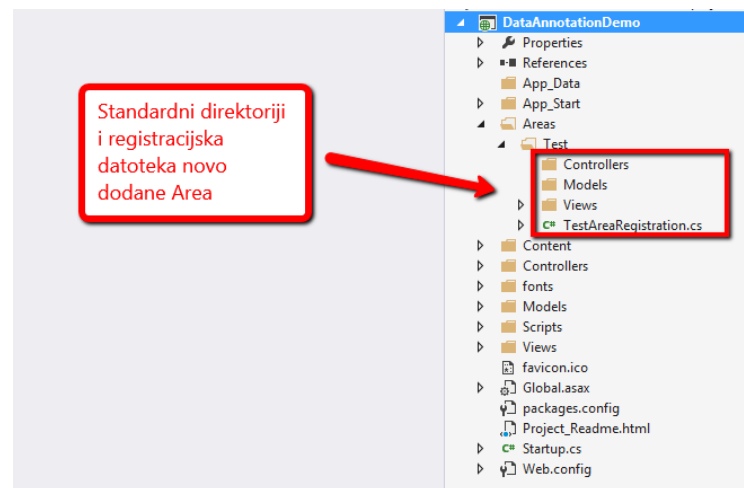 DataAnnotationDemo
Properties
References
App_Data
App_Start
Areas
Test
Controllers
Models
Views
C# TestAreaRegistration.cs
Content
Controllers
fonts
Models
Scripts
Views
favicon.ico
Global.asax
packages.config
Project_Readme.html
C# Startup.cs
Web.config
Standardni direktoriji
i registracijska
datoteka novo
dodane Area